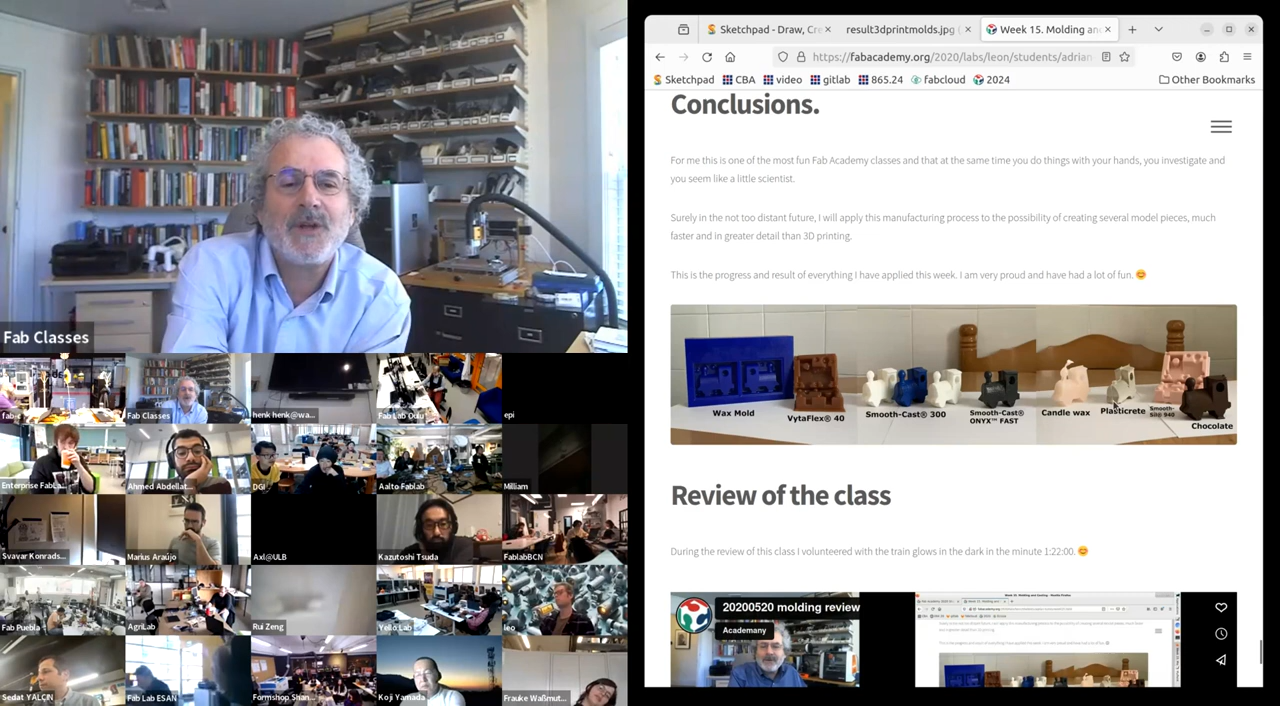 Fab Classes
Fab Classes
henk henk@wa...
Fab Lab Oulu
epi
Enterprise FabLa...
Ahmed Abdellat...
DGI
Aalto Fablab
Milliam
Svavar Konrads...
Marius Araújo
Axl@ULB
Kazutoshi Tsuda
FablabBCN
Fab Puebla
AgriLab
Rui Zeng
Yello Lab
leo
Sedat YALÇIN
Fab Lab ESAN
Formshop Shan...
Koji Yamada
Frauke Waßmut...
Sketchpad - Draw, Cre
result3dprintmolds.jpg (
Week 15. Molding and
https://fabacademy.org/2020/labs/leon/students/adrian
Sketchpad
CBA
video
gitlab
865.24
fabcloud
2024
Other Bookmarks
Conclusions.
For me this is one of the most fun Fab Academy classes and that at the same time you do things with your hands, you investigate and
you seem like a little scientist.
Surely in the not too distant future, I will apply this manufacturing process to the possibility of creating several model pieces, much
faster and in greater detail than 3D printing.
This is the progress and result of everything I have applied this week. I am very proud and have had a lot of fun. 😊
Wax Mold
VytaFlex® 40
Smooth-Cast® 300
Smooth-Cast®
ONYX™ FAST
Candle wax
Plasticrete
Smooth-
Sil® 940
Chocolate
Review of the class
During the review of this class I volunteered with the train glows in the dark in the minute 1:22:00. 😊
20200520 molding review
Academany